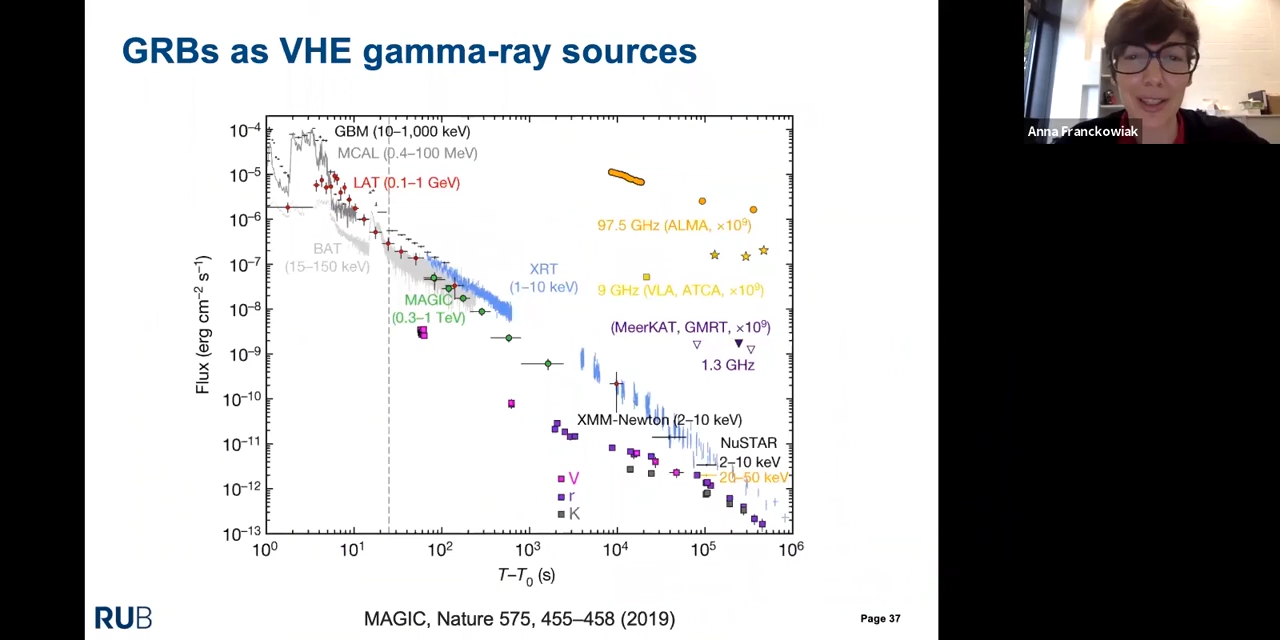 GRBs as VHE gamma-ray sources
Anna Franckowiak
GBM (10–1,000 keV)
MCAL (0.4–100 MeV)
LAT (0.1–1 GeV)
BAT
(15–150 keV)
XRT
(1–10 keV)
MAGIC
(0.3–1 TeV)
97.5 GHz (ALMA, ×10⁹)
9 GHz (VLA, ATCA, ×10⁹)
(MeerKAT, GMRT, ×10⁹)
1.3 GHz
XMM-Newton (2–10 keV)
NuSTAR
2–10 keV
20–50 keV
V
r
K
Flux (erg cm⁻² s⁻¹)
10⁻⁴
10⁻⁵
10⁻⁶
10⁻⁷
10⁻⁸
10⁻⁹
10⁻¹⁰
10⁻¹¹
10⁻¹²
10⁻¹³
10⁰ 10¹ 10² 10³ 10⁴ 10⁵ 10⁶
T–T₀ (s)
RUB
MAGIC, Nature 575, 455–458 (2019)
Page 37